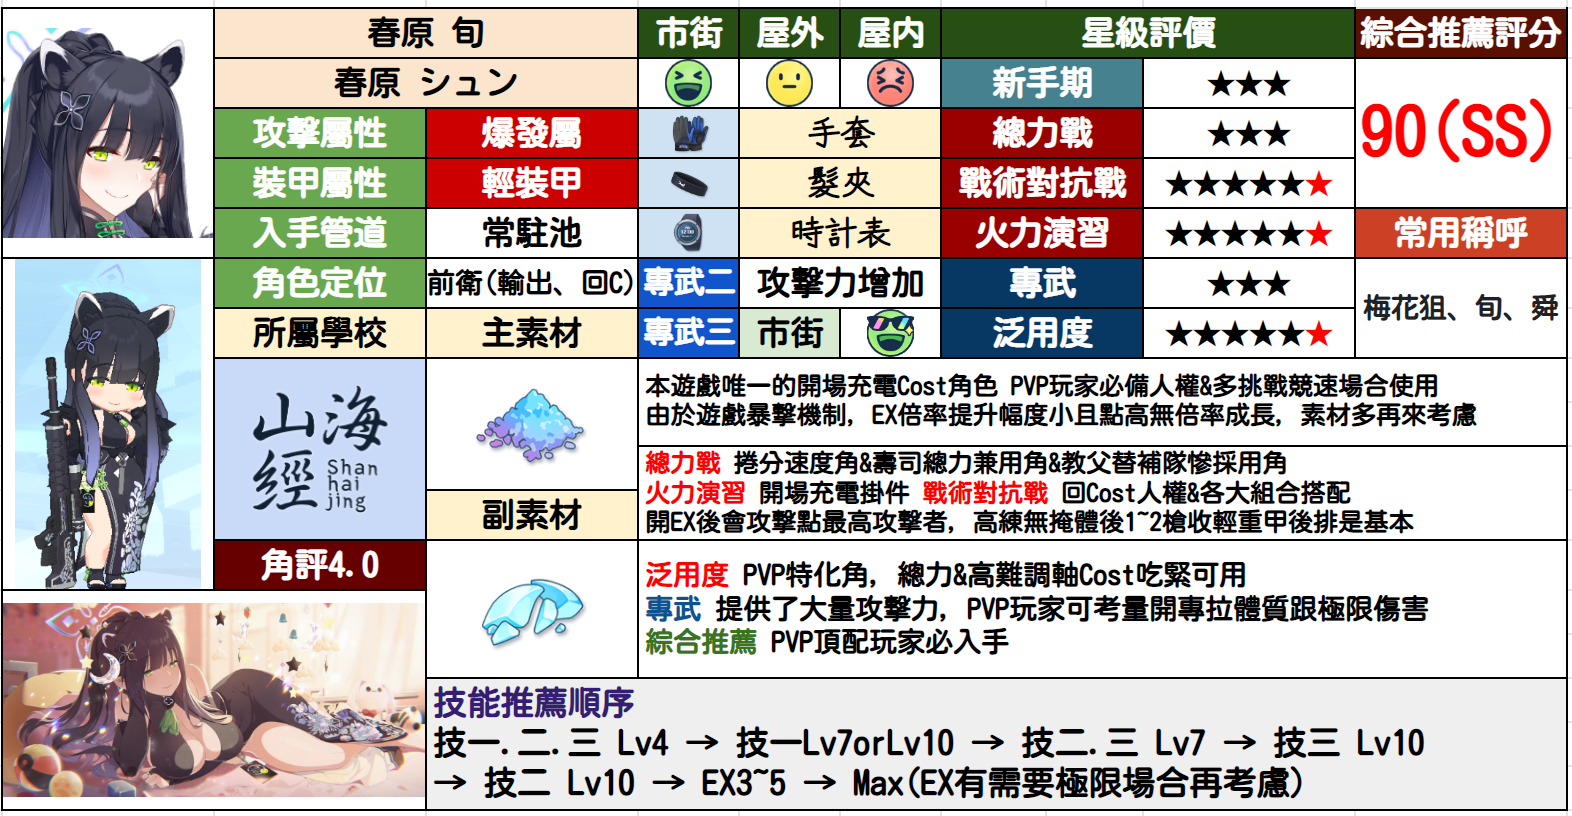 春原 旬
市街
屋外
屋内
星級評價
綜合推薦評分
春原 シュン
新手期
★★★
90(SS)
攻擊屬性
爆發屬
手套
總力戰
★★★
裝甲屬性
輕裝甲
髮夾
戰術對抗戰
★★★★★★
入手管道
常駐池
時計表
火力演習
★★★★★★
常用稱呼
角色定位
前衛(輸出、回C)
專武二
攻擊力增加
專武
★★★
梅花狙、旬、舜
所屬學校
主素材
專武三
市街
泛用度
★★★★★★
山海
經
Shan
hai
jing
本遊戲唯一的開場充電Cost角色 PVP玩家必備人權&多挑戰競速場合使用
由於遊戲暴擊機制, EX倍率提升幅度小且點高無倍率成長, 素材多再來考慮
總力戰 捲分速度角&壽司總力兼用角&教父替補隊慘採用角
火力演習 開場充電掛件 戰術對抗戰 回Cost人權&各大組合搭配
開EX後會攻擊點最高攻擊者, 高練無掩體後1~2槍收輕重甲後排是基本
副素材
角評4.0
泛用度 PVP特化角, 總力&高難調軸Cost吃緊可用
專武 提供了大量攻擊力, PVP玩家可考量開專拉體質跟極限傷害
綜合推薦 PVP頂配玩家必入手
技能推薦順序
技一.二.三 Lv4 → 技一Lv7orLv10 → 技二.三 Lv7 → 技三 Lv10
→ 技二 Lv10 → EX3~5 → Max(EX有需要極限場合再考慮)